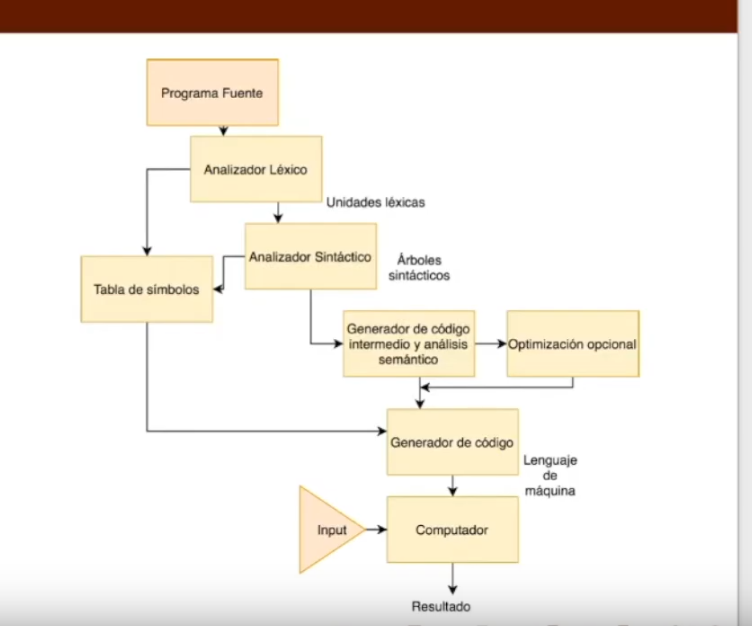 Programa Fuente
Analizador Léxico
Unidades léxicas
Analizador Sintáctico
Árboles
sintácticos
Tabla de símbolos
Generador de código
intermedio y análisis
semántico
Optimización opcional
Generador de código
Lenguaje
de
máquina
Input
Computador
Resultado